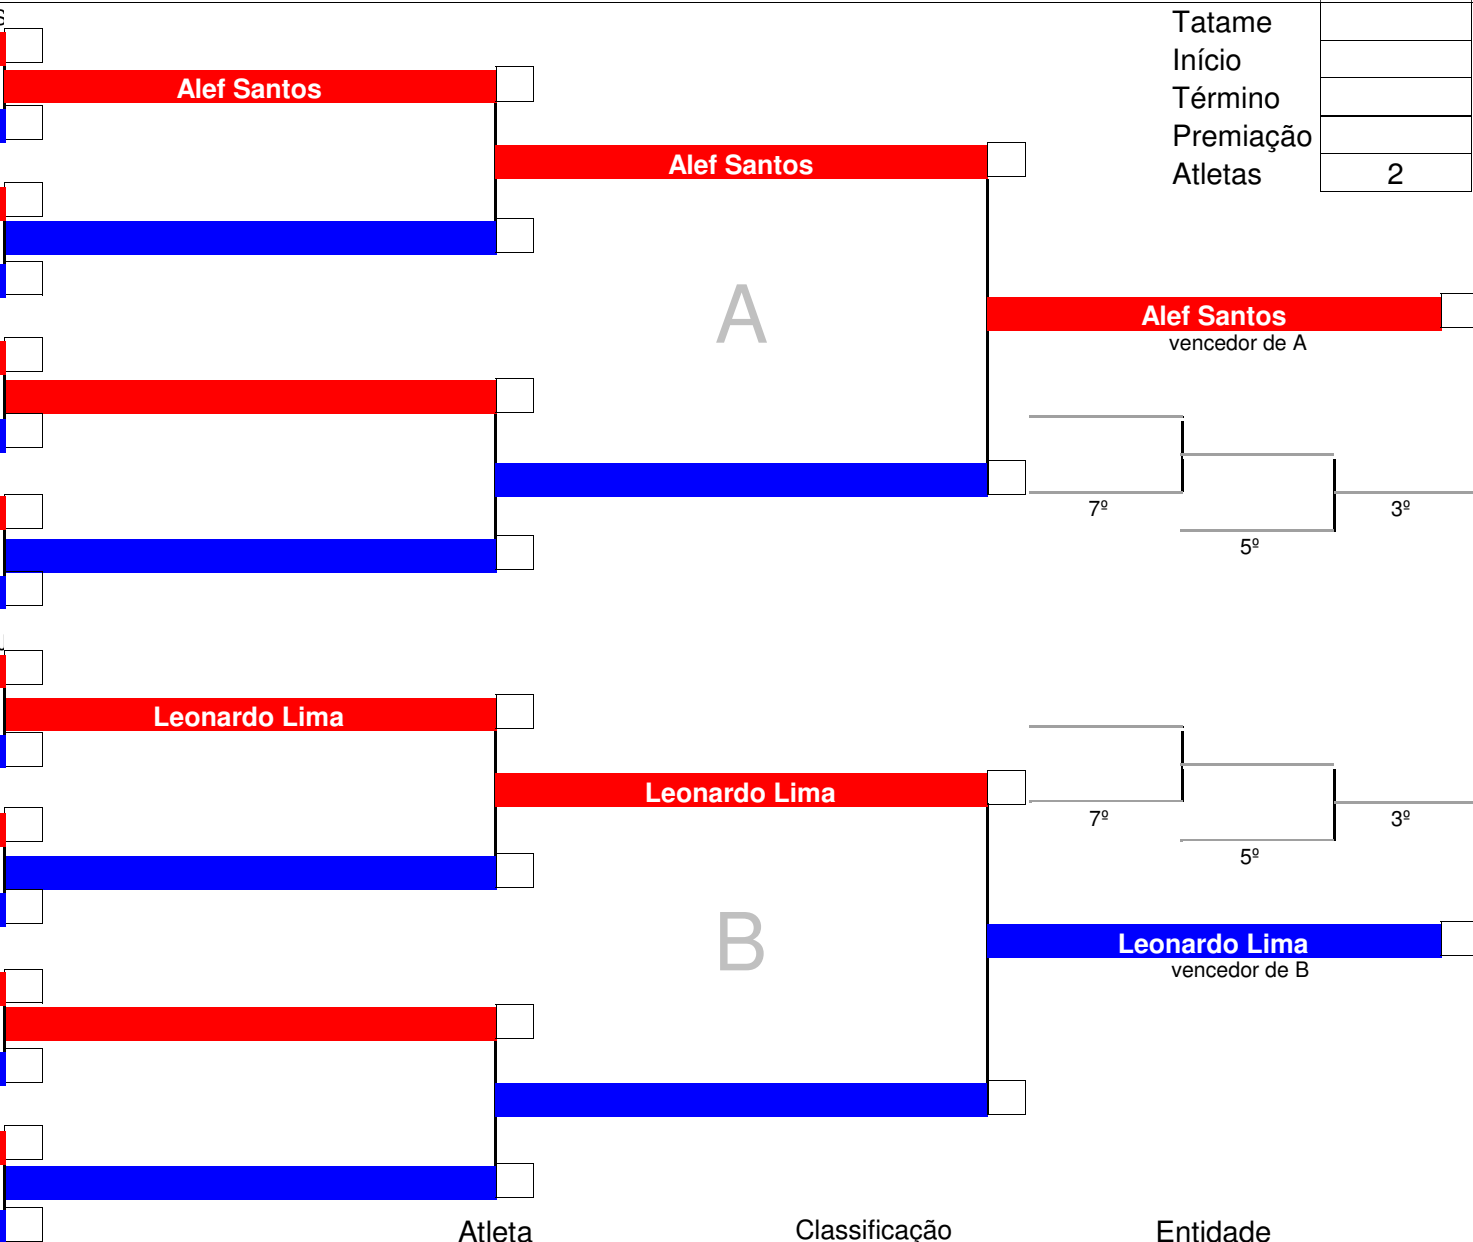 Tatame
Início
Término
Premiação
Atletas 2
Alef Santos
Alef Santos
A
Alef Santos
vencedor de A
7º
3º
5º
Leonardo Lima
Leonardo Lima
7º
3º
5º
B
Leonardo Lima
vencedor de B
Atleta Classificação Entidade